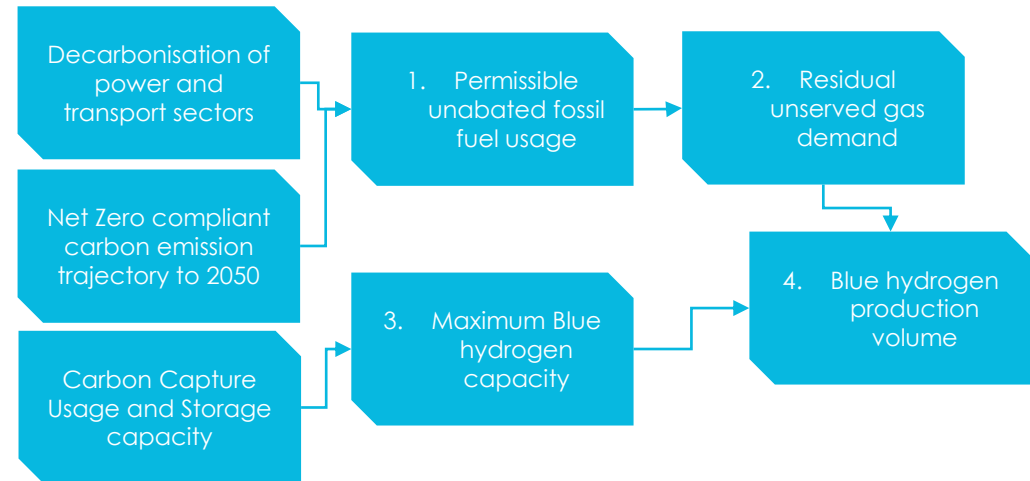 Decarbonisation of
power and
transport sectors
1. Permissible
unabated fossil
fuel usage
2. Residual
unserved gas
demand
Net Zero compliant
carbon emission
trajectory to 2050
3. Maximum Blue
hydrogen
capacity
4. Blue hydrogen
production
volume
Carbon Capture
Usage and Storage
capacity